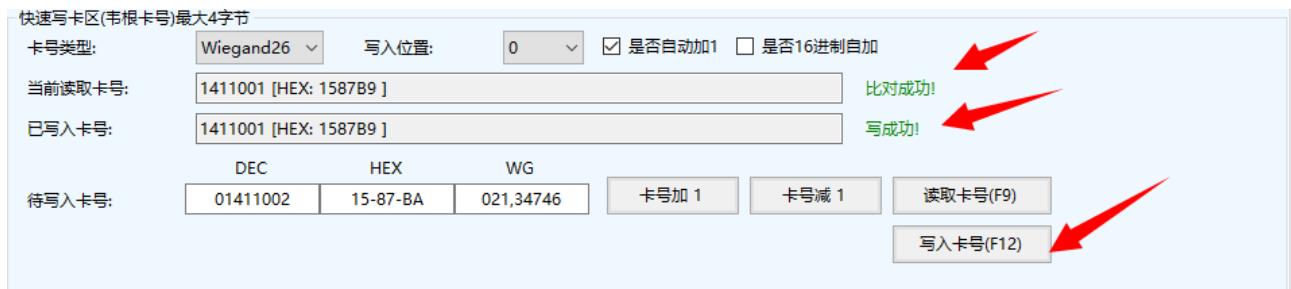 快速写卡区(韦根卡号)最大4字节
卡号类型: Wiegand26 写入位置: 0 是否自动加1 是否16进制自加
当前读取卡号: 1411001 [HEX: 1587B9 ] 比对成功!
已写入卡号: 1411001 [HEX: 1587B9 ] 写成功!
DEC HEX WG
待写入卡号: 01411002 15-87-BA 021,34746 卡号加 1 卡号减 1 读取卡号(F9)
写入卡号(F12)